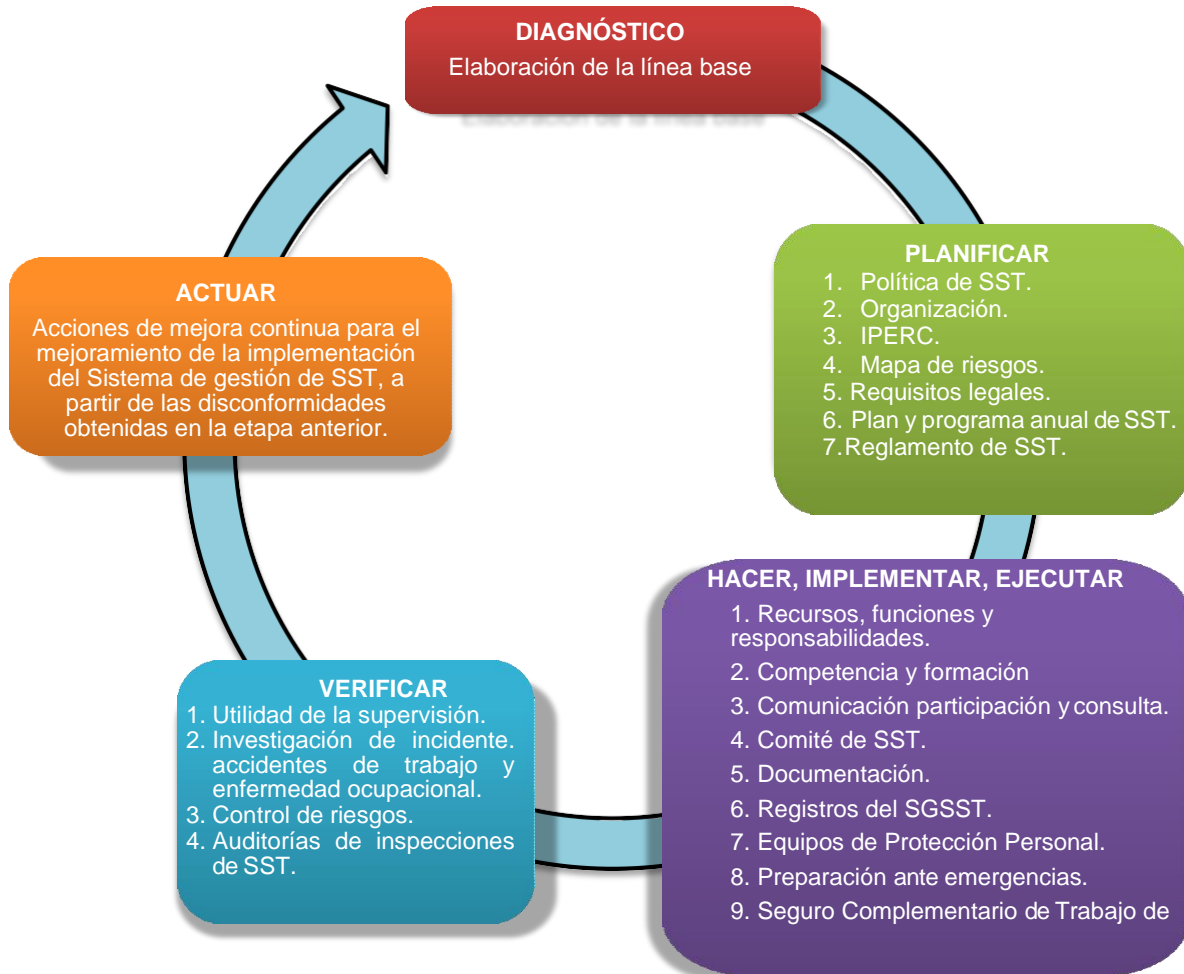 DIAGNÓSTICO
Elaboración de la línea base
PLANIFICAR
1. Política de SST.
2. Organización.
3. IPERC.
4. Mapa de riesgos.
5. Requisitos legales.
6. Plan y programa anual de SST.
7. Reglamento de SST.
HACER, IMPLEMENTAR, EJECUTAR
1. Recursos, funciones y
responsabilidades.
2. Competencia y formación
3. Comunicación participación y consulta.
4. Comité de SST.
5. Documentación.
6. Registros del SGSST.
7. Equipos de Protección Personal.
8. Preparación ante emergencias.
9. Seguro Complementario de Trabajo de
VERIFICAR
1. Utilidad de la supervisión.
2. Investigación de incidente.
accidentes de trabajo y
enfermedad ocupacional.
3. Control de riesgos.
4. Auditorías de inspecciones
de SST.
ACTUAR
Acciones de mejora continua para el
mejoramiento de la implementación
del Sistema de gestión de SST, a
partir de las disconformidades
obtenidas en la etapa anterior.